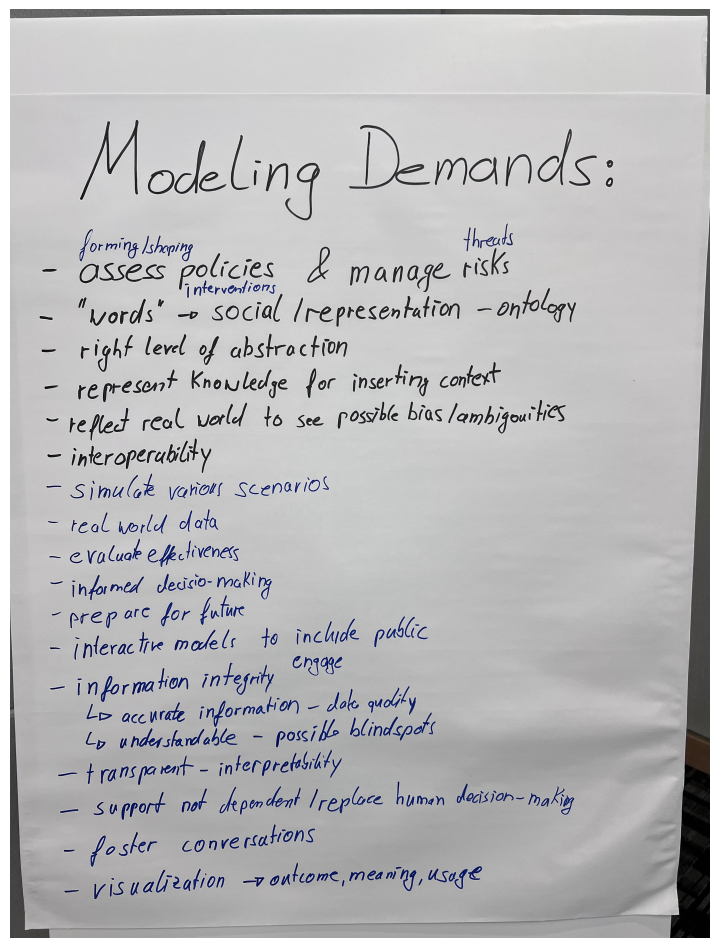 Modeling Demands:
forming/shaping threats
- assess policies & manage risks
interventions
- "words" → social/representation - ontology
- right level of abstraction
- represent Knowledge for inserting context
- reflect real world to see possible bias/ambigouities
- interoperability
- simulate various scenarios
- real world data
- evaluate effectiveness
- informed decisio-making
- prepare for future
- interactive models to include public
engage
- information integrity
↳ accurate information - data quality
↳ understandable - possible blindspots
- transparent - interpretability
- support not dependent/replace human decision-making
- foster conversations
- visualization → outcome, meaning, usage